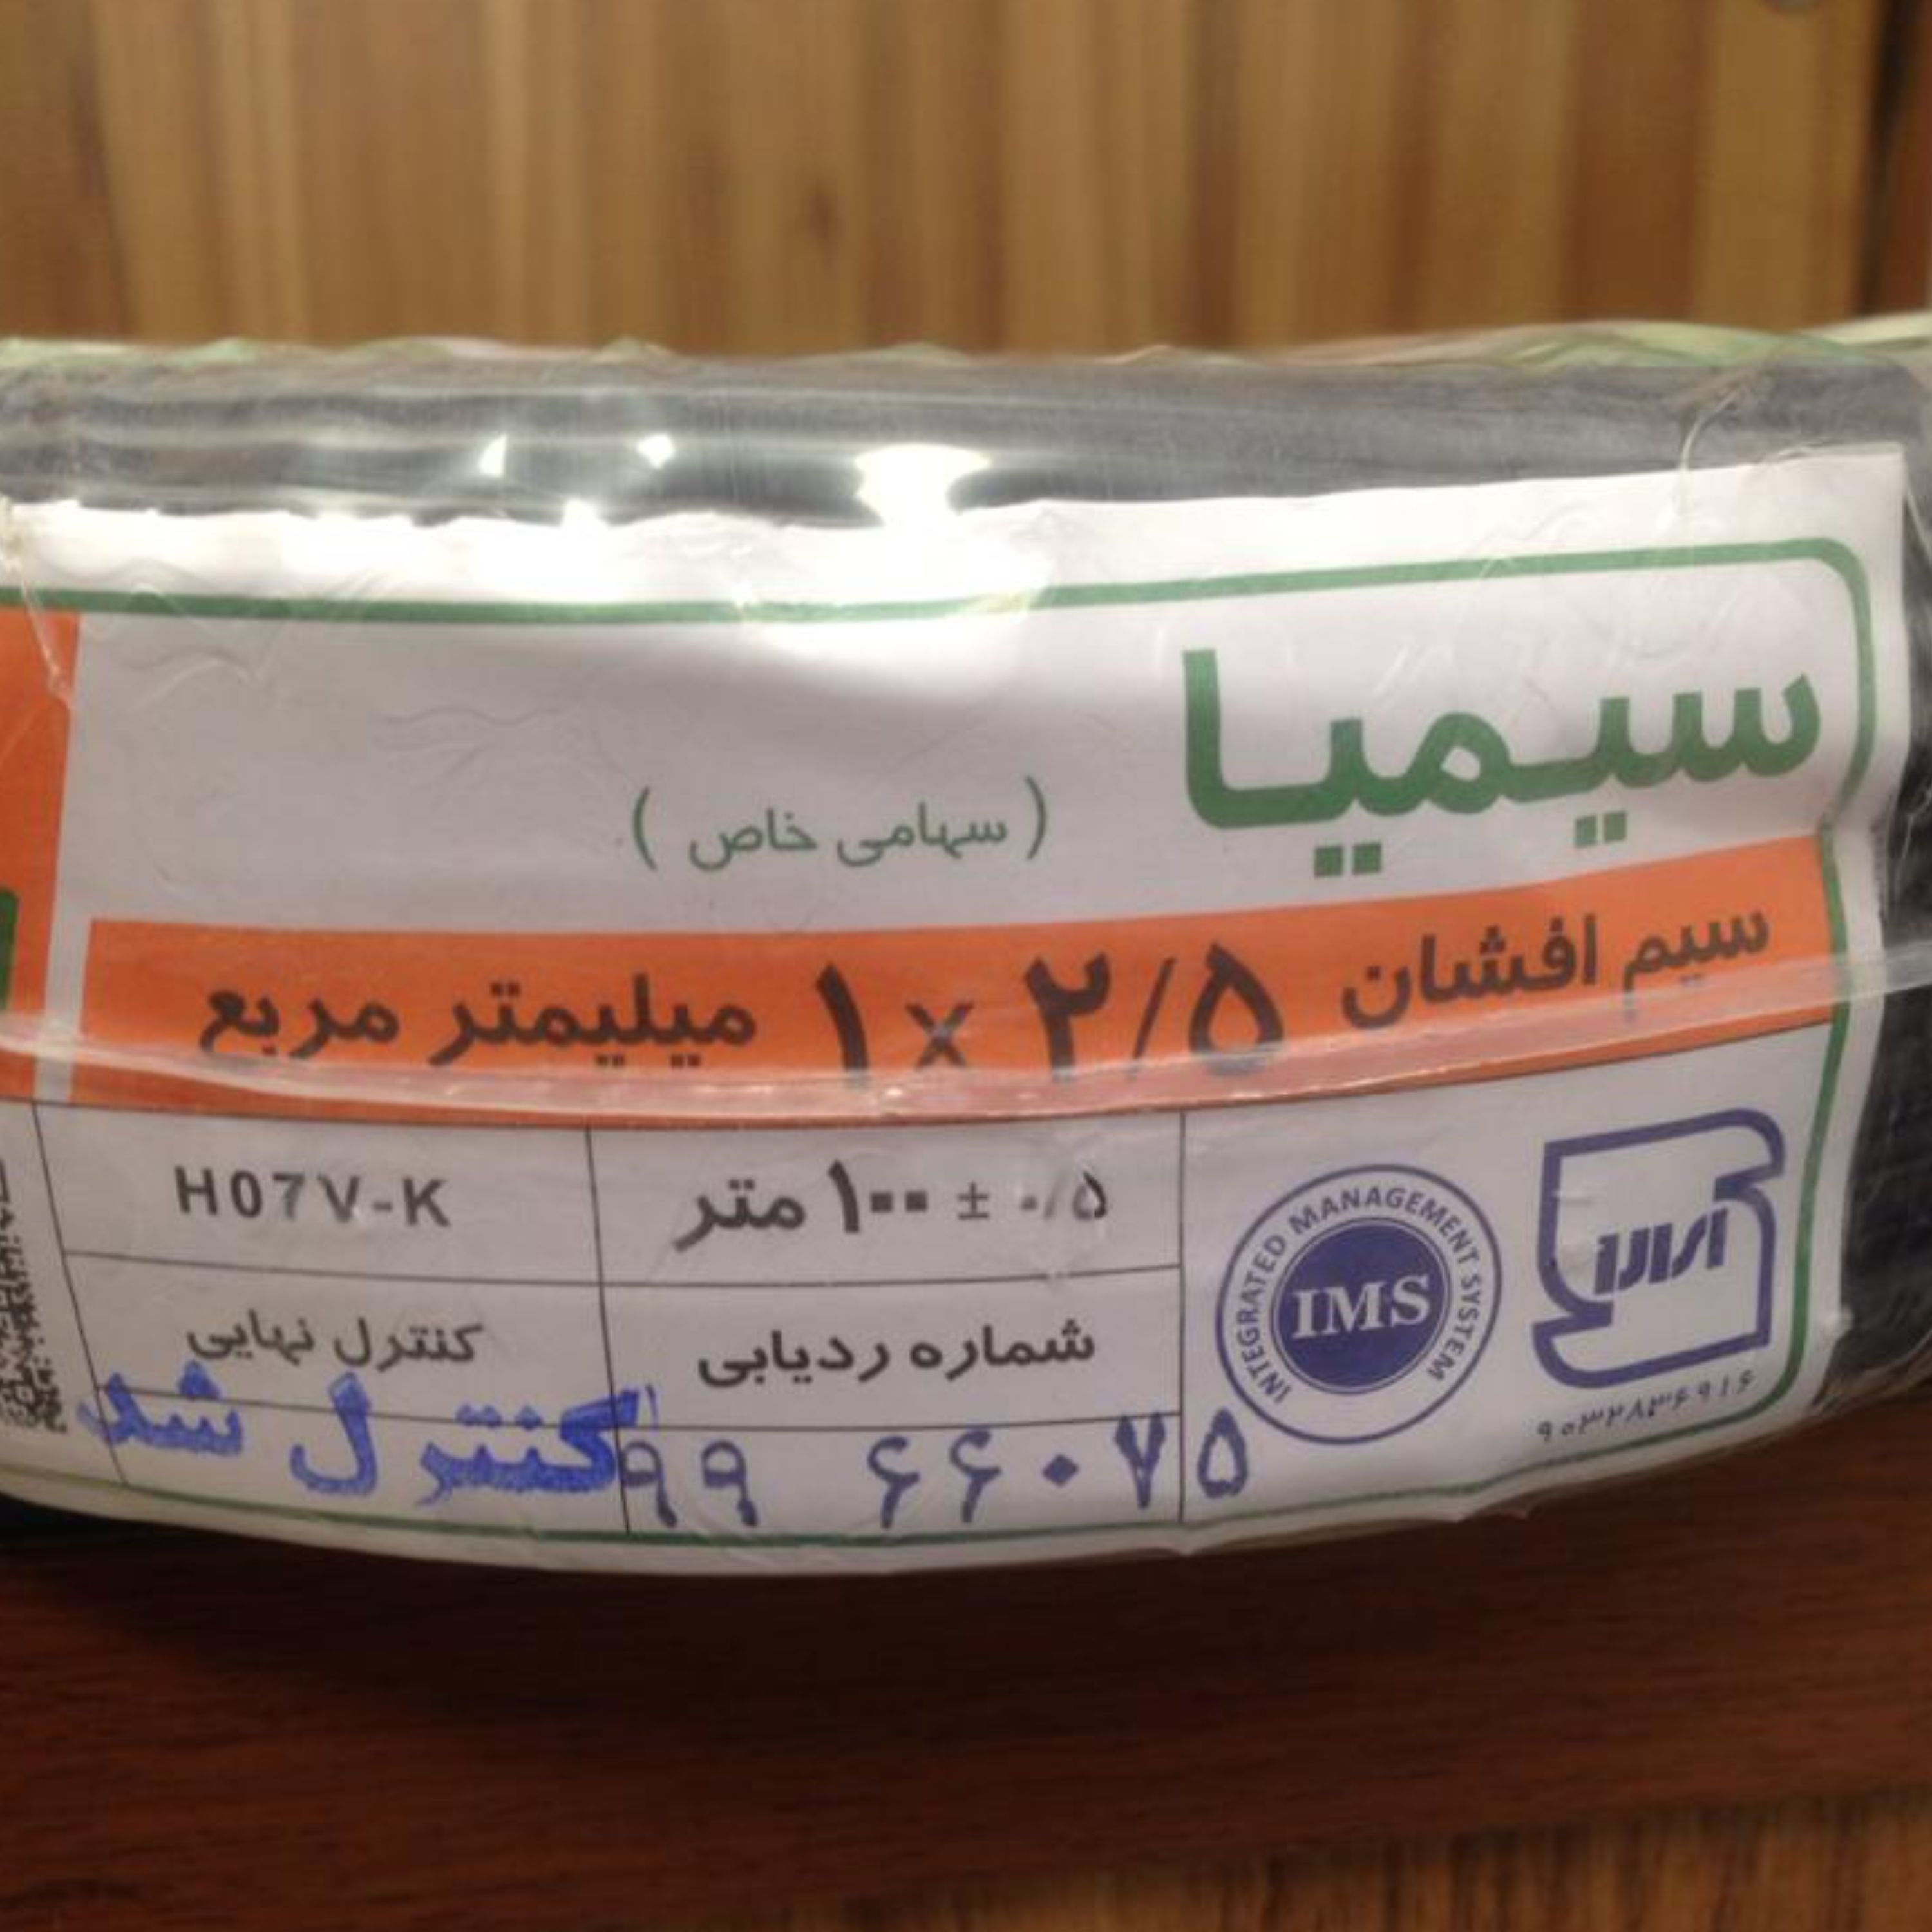 سیمیا
( سهامی خاص )
سیم افشان ۱ x ۲/۵ میلیمتر مربع
۱۰۰ ± ۰/۵ متر
H07V-K
شماره ردیابی
کنترل نهایی
۹۹ ۶۶۰۷۵
کنترل شد
INTEGRATED MANAGEMENT SYSTEM
IMS